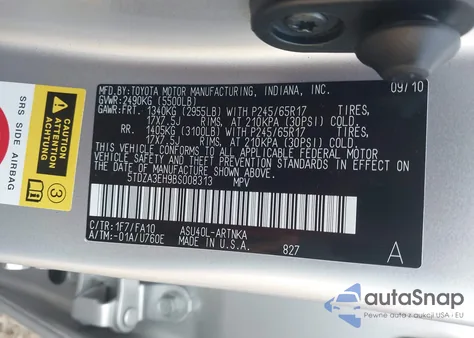 MFD.BY:TOYOTA MOTOR MANUFACTURING, INDIANA, INC. 09/10
GVWR:2490KG (5500LB)
GAWR:FRT. 1340KG (2955LB) WITH P245/65R17 TIRES,
17X7.5J RIMS, AT 210KPA (30PSI) COLD.
RR. 1405KG (3100LB) WITH P245/65R17 TIRES,
17X7.5J RIMS, AT 210KPA (30PSI) COLD.
THIS VEHICLE CONFORMS TO ALL APPLICABLE FEDERAL MOTOR
VEHICLE SAFETY, BUMPER, AND THEFT PREVENTION STANDARDS IN
EFFECT ON THE DATE OF MANUFACTURE SHOWN ABOVE.
5TDZA3EH9BS008313 MPV
C/TR:1F7/FA10 ASU40L-ARTNKA
A/TM:-01A/U760E MADE IN U.S.A. 827 A
SRS SIDE AIRBAG
CAUTION
ATTENTION
3
autoSnap
Pewne auta z aukcji USA - EU